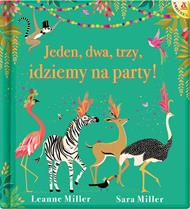 Jeden, dwa, trzy,
idziemy na party!
Leanne Miller Sara Miller